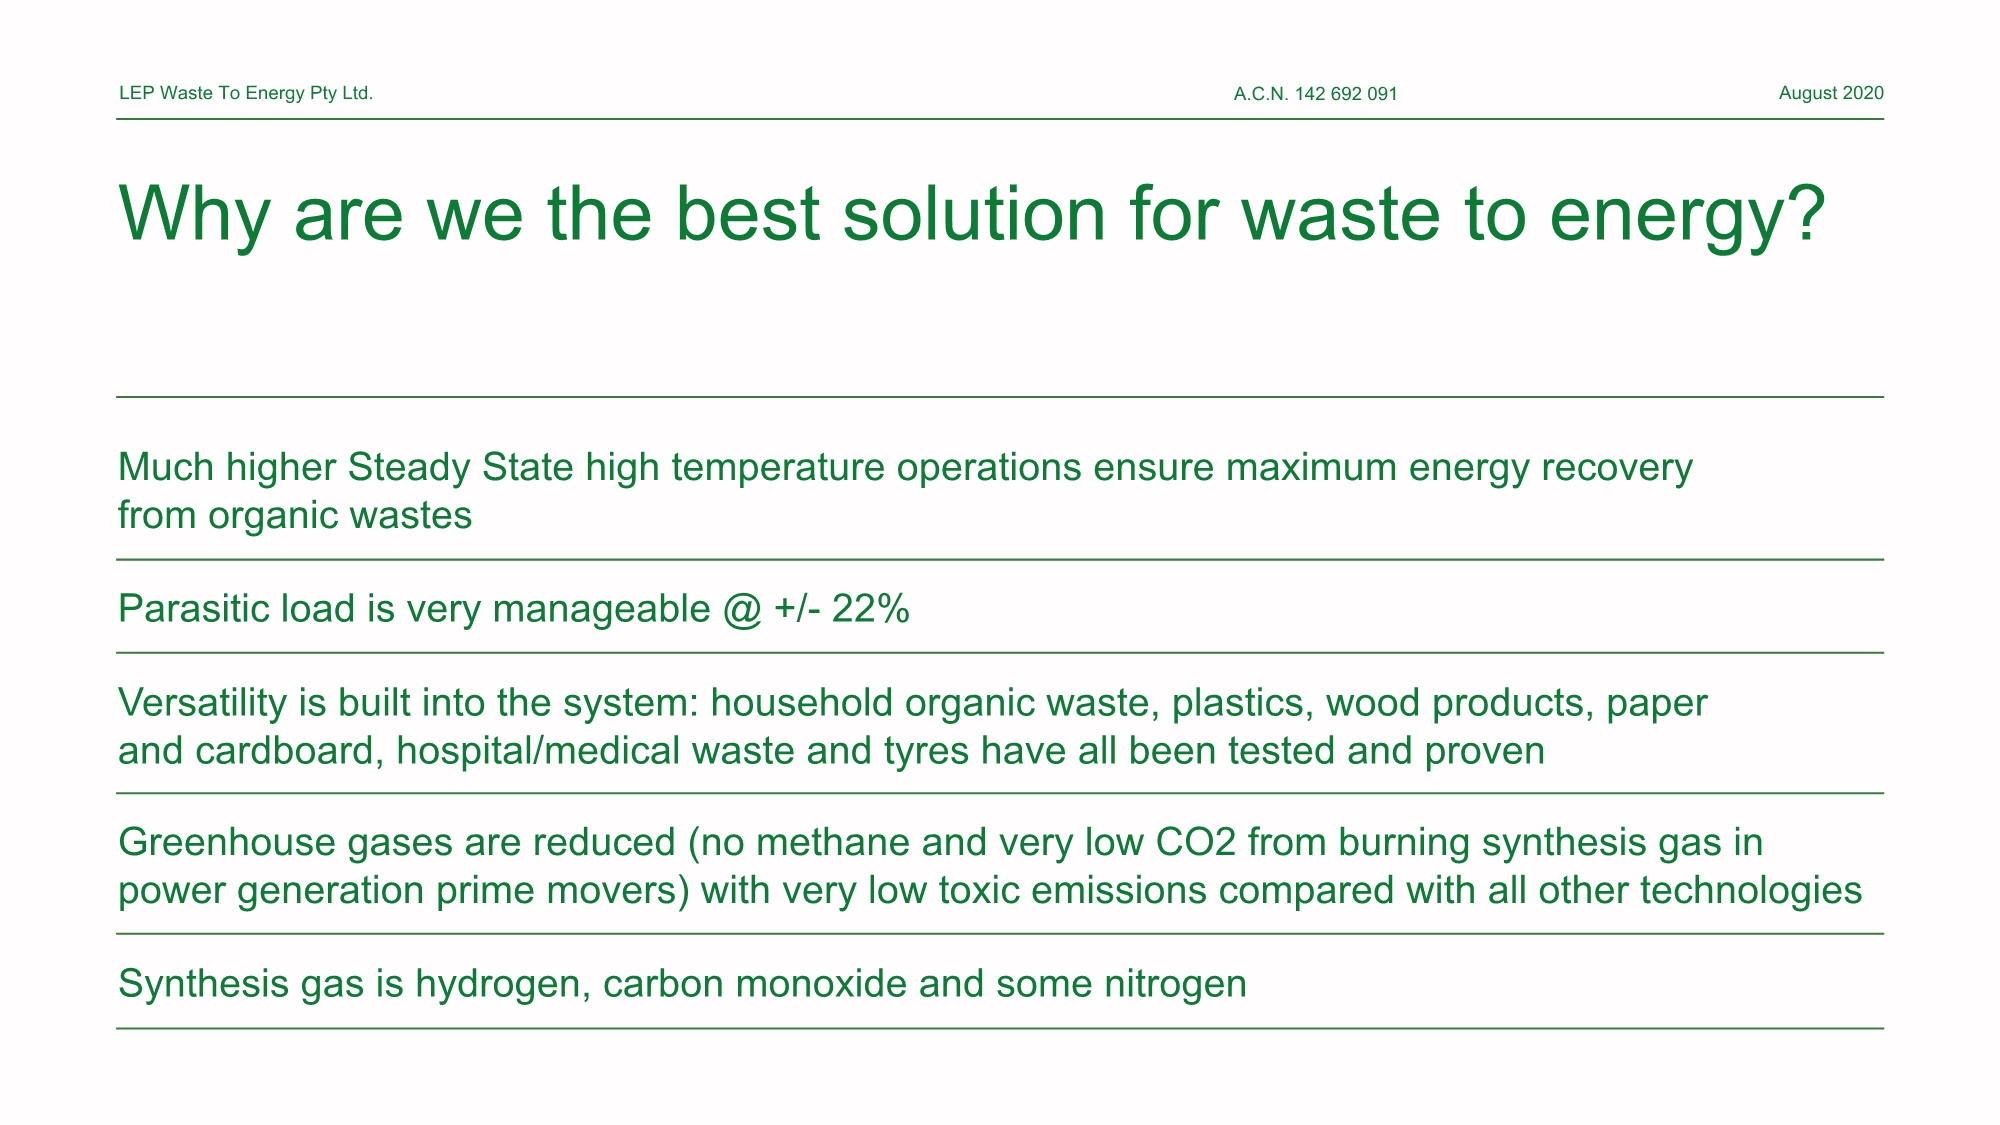 LEP Waste To Energy Pty Ltd.
A.C.N. 142 692 091
August 2020
Why are we the best solution for waste to energy?
Much higher Steady State high temperature operations ensure maximum energy recovery
from organic wastes
Parasitic load is very manageable @ +/- 22%
Versatility is built into the system: household organic waste, plastics, wood products, paper
and cardboard, hospital/medical waste and tyres have all been tested and proven
Greenhouse gases are reduced (no methane and very low CO2 from burning synthesis gas in
power generation prime movers) with very low toxic emissions compared with all other technologies
Synthesis gas is hydrogen, carbon monoxide and some nitrogen